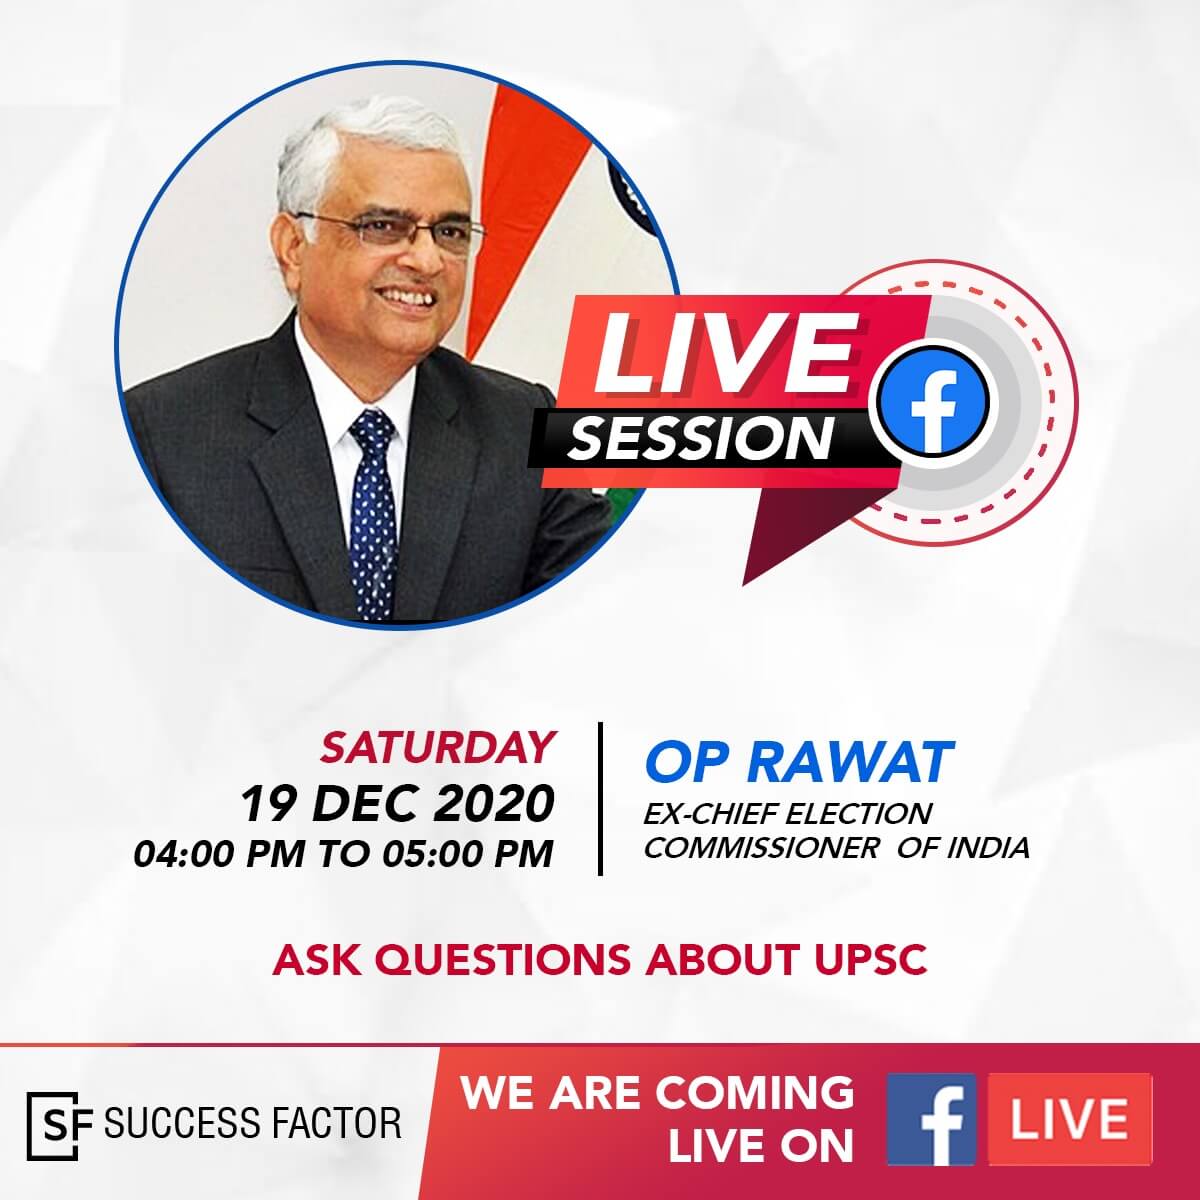 LIVE
SESSION
f
SATURDAY
19 DEC 2020
04:00 PM TO 05:00 PM
OP RAWAT
EX-CHIEF ELECTION
COMMISSIONER OF INDIA
ASK QUESTIONS ABOUT UPSC
SF SUCCESS FACTOR
WE ARE COMING
LIVE ON
f LIVE